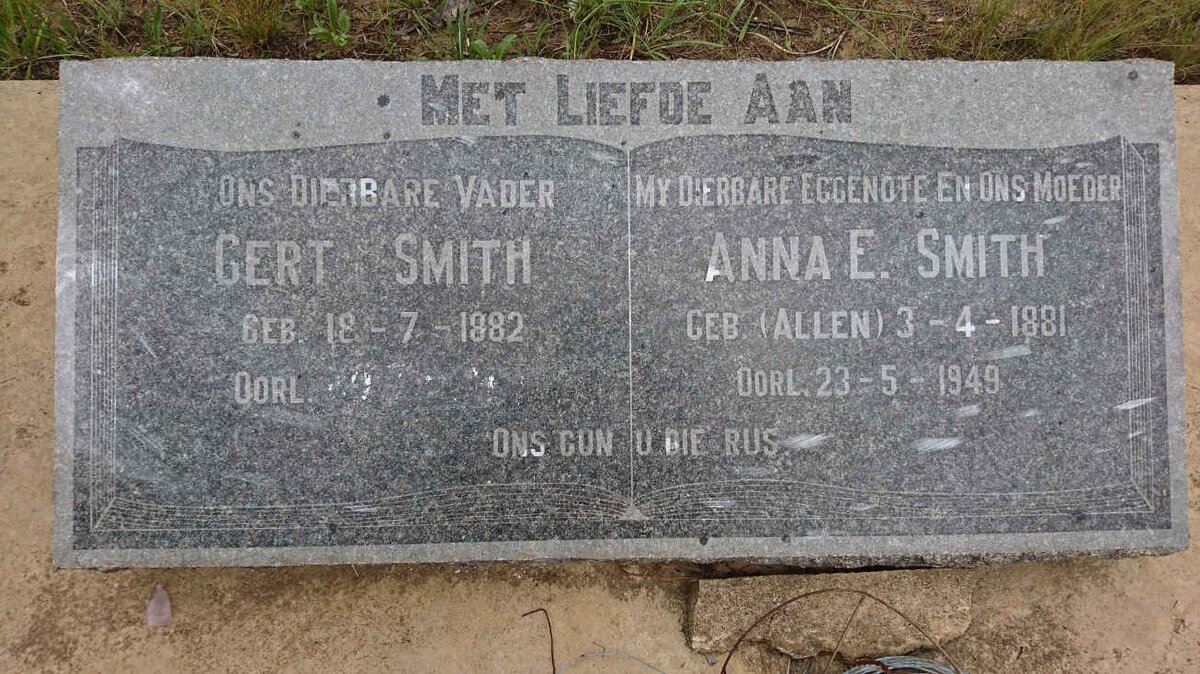 MET LIEFDE AAN
ONS DIERBARE VADER
GERT SMITH
GEB. 18-7-1882
OORL.
MY DIERBARE EGGENOTE EN ONS MOEDER
ANNA E. SMITH
GEB. (ALLEN) 3-4-1881
OORL. 23-5-1949
ONS GUN U DIE RUS